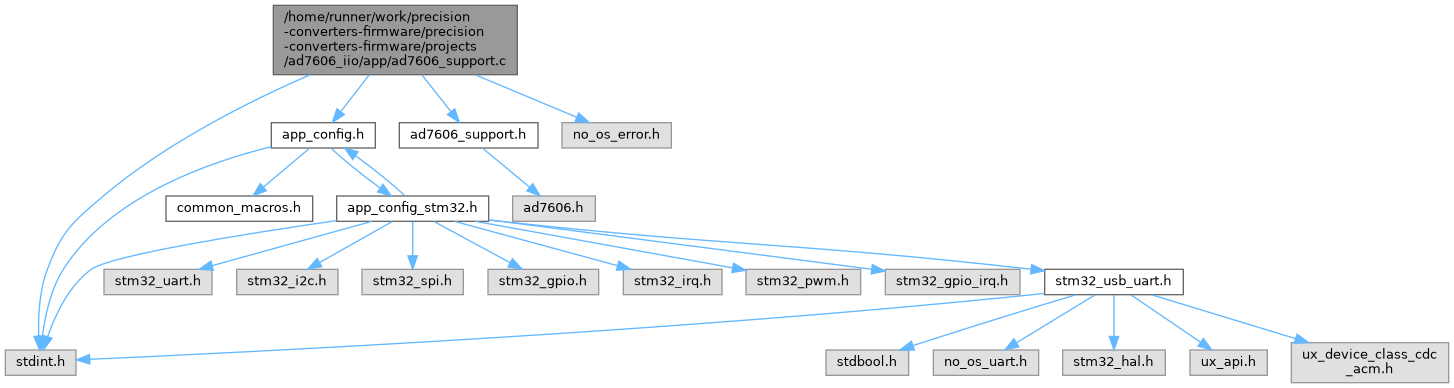 /home/runner/work/precision
-converters-firmware/precision
-converters-firmware/projects
/ad7606_iio/app/ad7606_support.c
app_config.h
ad7606_support.h
no_os_error.h
common_macros.h
app_config_stm32.h
ad7606.h
stm32_uart.h
stm32_i2c.h
stm32_spi.h
stm32_gpio.h
stm32_irq.h
stm32_pwm.h
stm32_gpio_irq.h
stm32_usb_uart.h
stdint.h
stdbool.h
no_os_uart.h
stm32_hal.h
ux_api.h
ux_device_class_cdc
_acm.h